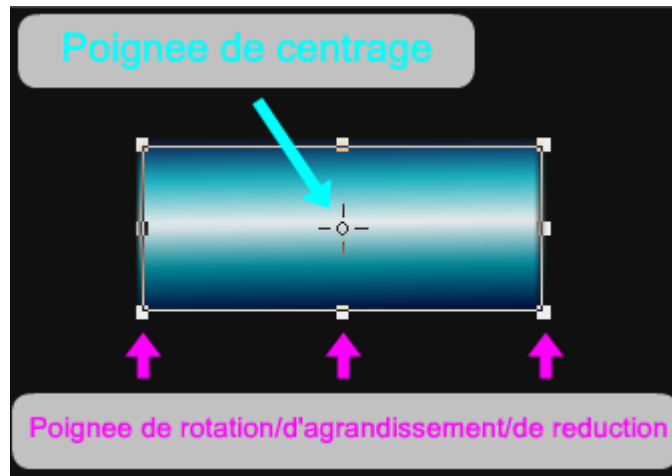 Poignee de centrage
Poignee de rotation/d'agrandissement/de reduction